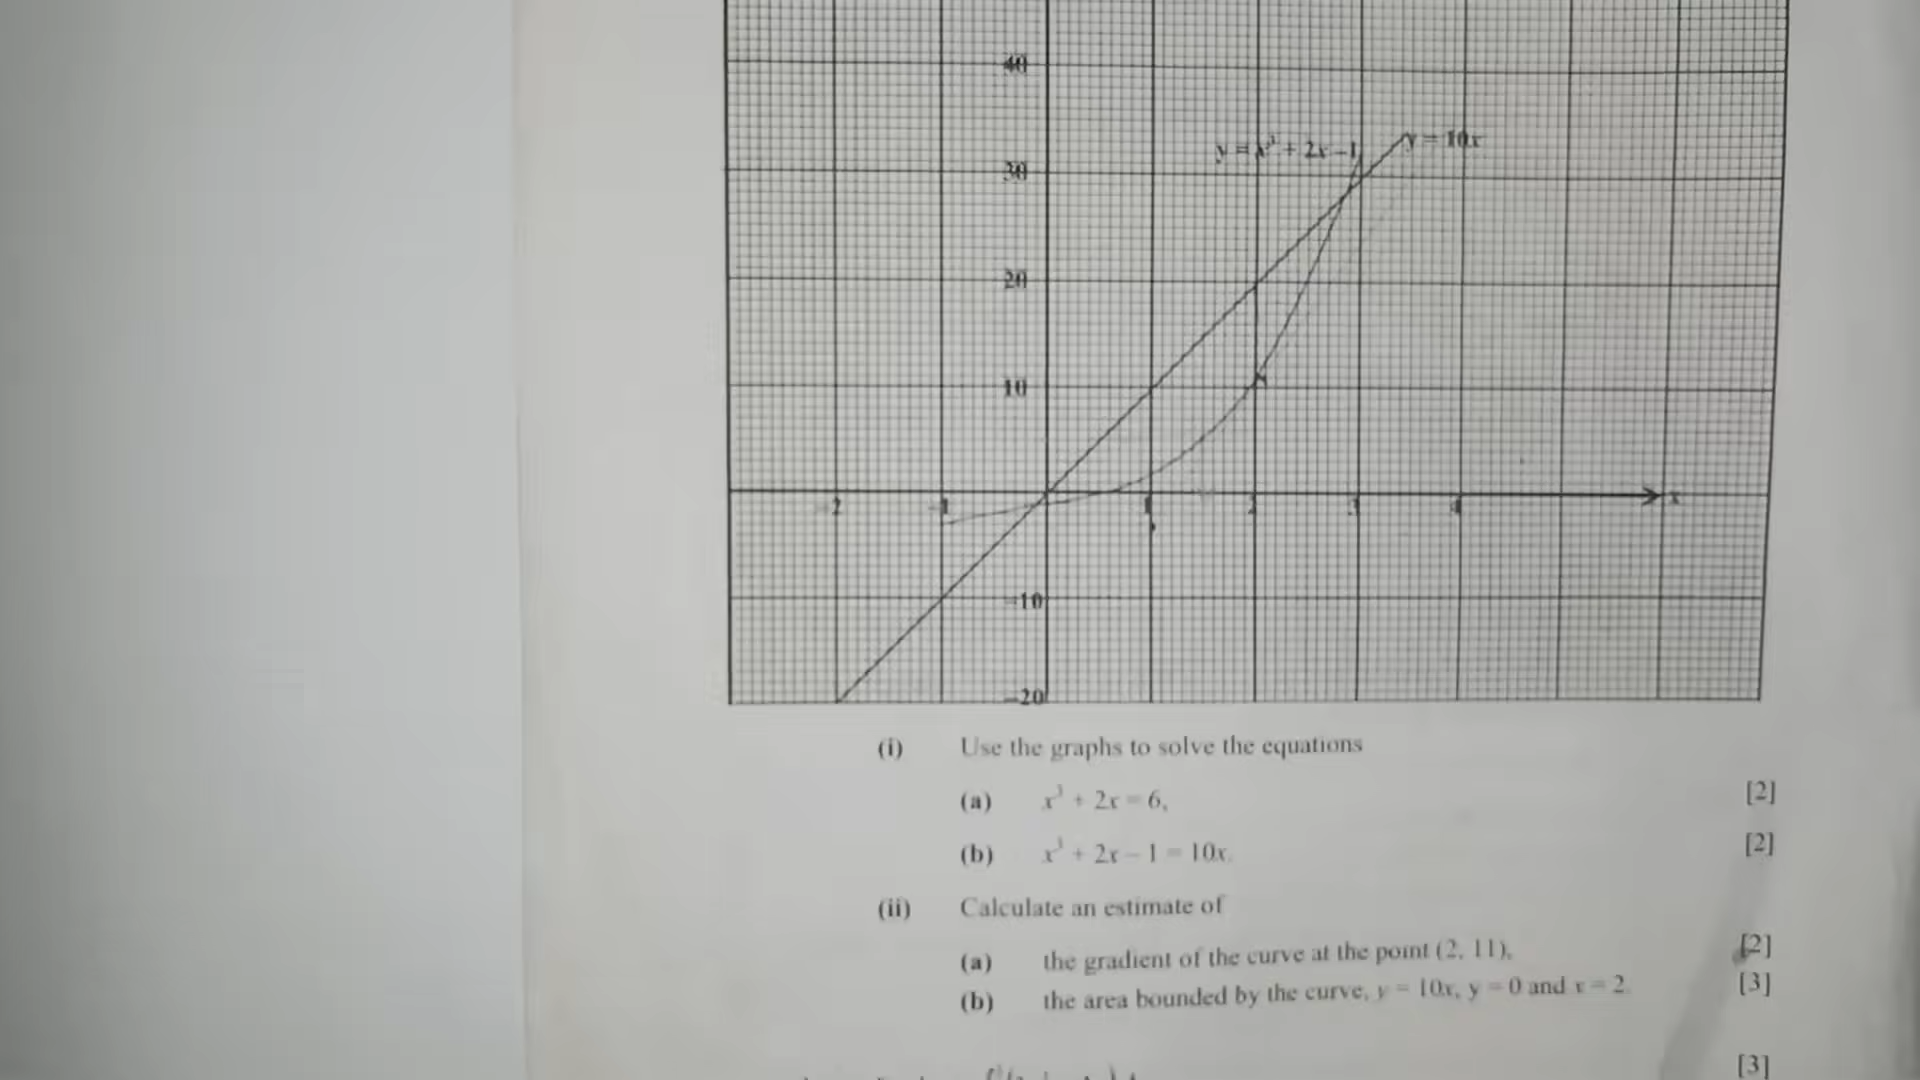 40
y = x³ + 2x – 1
y = 10x
30
20
10
–2 –1 1 2 3 4 x
–10
–20
(i) Use the graphs to solve the equations
(a) x³ + 2x = 6, [2]
(b) x³ + 2x – 1 = 10x. [2]
(ii) Calculate an estimate of
(a) the gradient of the curve at the point (2, 11), [2]
(b) the area bounded by the curve, y = 10x, y = 0 and x = 2. [3]
[3]